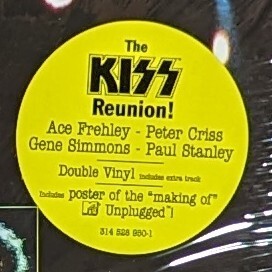 The
KISS
Reunion!
Ace Frehley - Peter Criss
Gene Simmons - Paul Stanley
Double Vinyl includes extra track
Includes poster of the "making of"
Unplugged™!
314 528 950-1